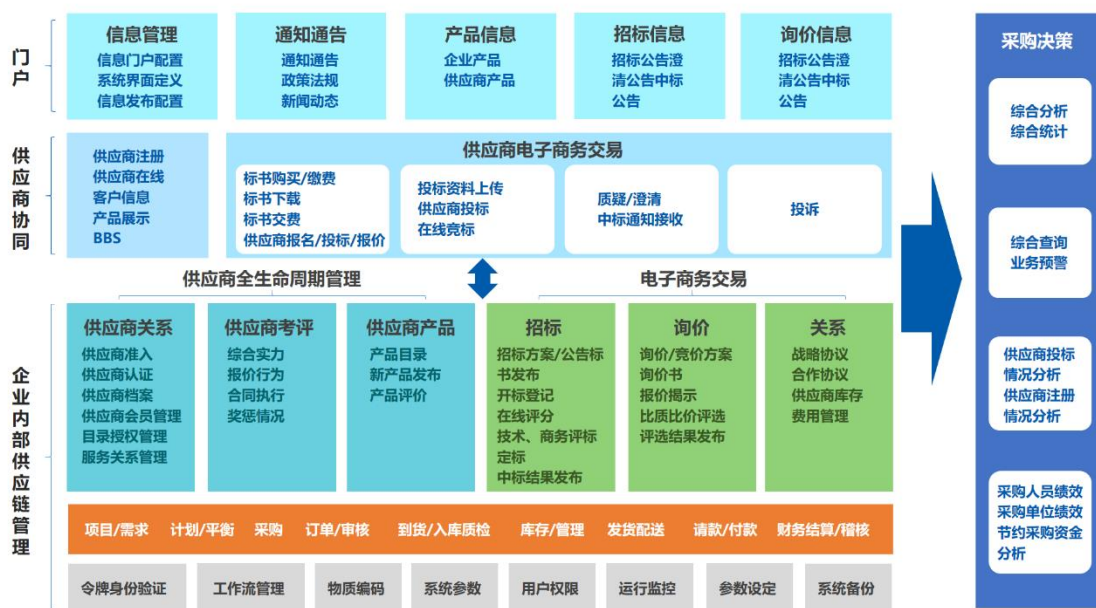 门户
信息管理
信息门户配置
系统界面定义
信息发布配置
通知通告
通知通告
政策法规
新闻动态
产品信息
企业产品
供应商产品
招标信息
招标公告澄
清公告中标
公告
询价信息
招标公告澄
清公告中标
公告
供应商协同
供应商注册
供应商在线
客户信息
产品展示
BBS
供应商电子商务交易
标书购买/缴费
标书下载
标书交费
供应商报名/投标/报价
投标资料上传
供应商投标
在线竞标
质疑/澄清
中标通知接收
投诉
企业内部供应链管理
供应商全生命周期管理
电子商务交易
供应商关系
供应商准入
供应商认证
供应商档案
供应商会员管理
目录授权管理
服务关系管理
供应商考评
综合实力
报价行为
合同执行
奖惩情况
供应商产品
产品目录
新产品发布
产品评价
招标
招标方案/公告标
书发布
开标登记
在线评分
技术、商务评标
定标
中标结果发布
询价
询价/竞价方案
询价书
报价揭示
比质比价评选
评选结果发布
关系
战略协议
合作协议
供应商库存
费用管理
项目/需求 计划/平衡 采购 订单/审核 到货/入库质检 库存/管理 发货配送 请款/付款 财务结算/稽核
令牌身份验证 工作流管理 物质编码 系统参数 用户权限 运行监控 参数设定 系统备份
采购决策
综合分析
综合统计
综合查询
业务预警
供应商投标
情况分析
供应商注册
情况分析
采购人员绩效
采购单位绩效
节约采购资金
分析